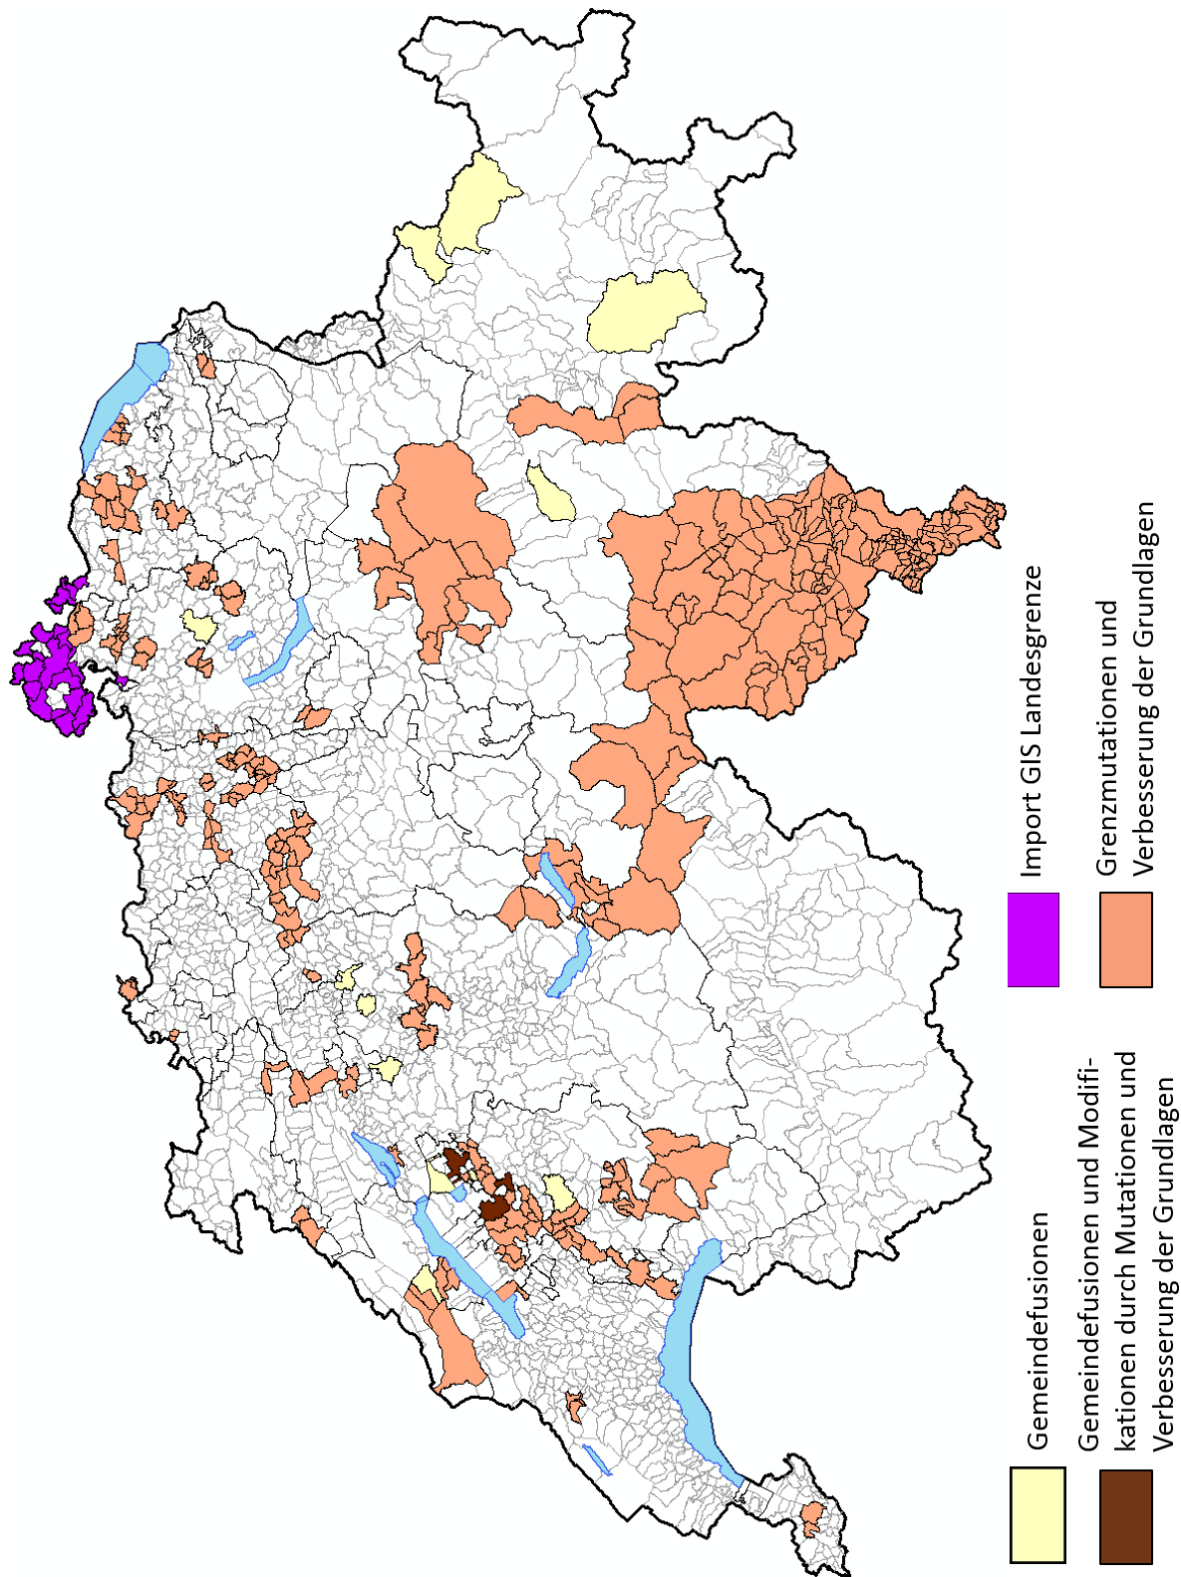 Gemeindefusionen
Gemeindefusionen und Modifi-
kationen durch Mutationen und
Verbesserung der Grundlagen
Import GIS Landesgrenze
Grenzmutationen und
Verbesserung der Grundlagen